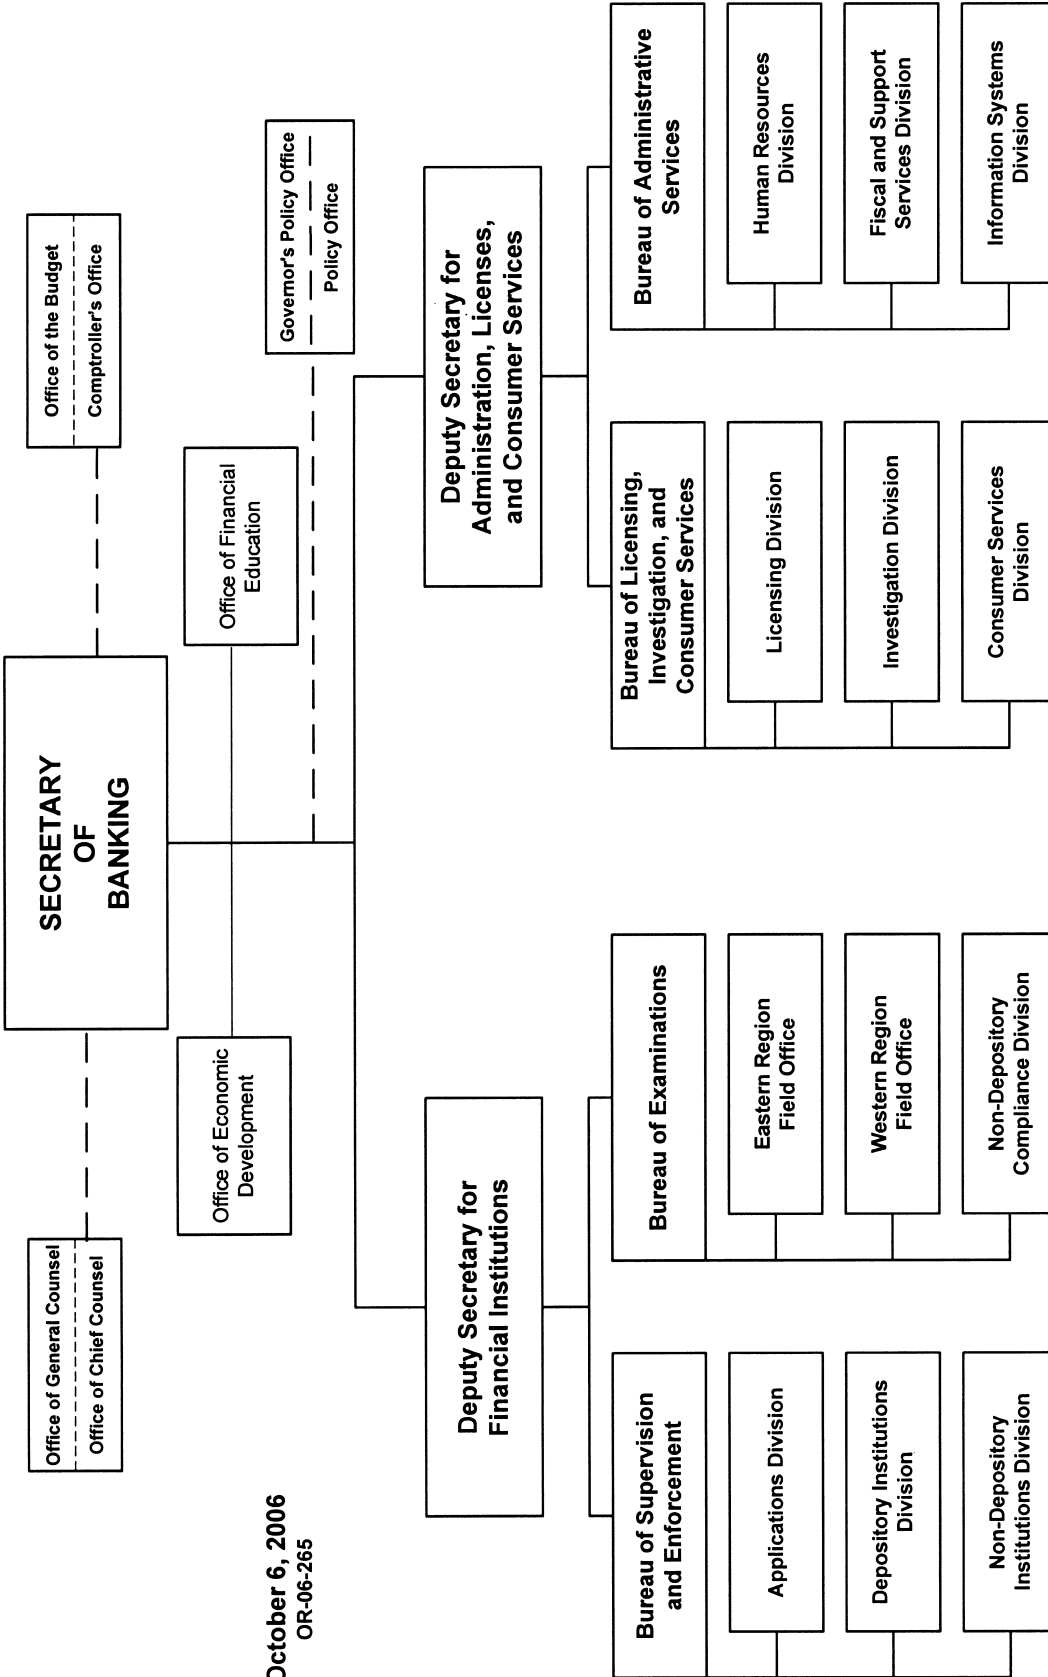 SECRETARY
OF
BANKING
Office of General Counsel
Office of Chief Counsel
Office of the Budget
Comptroller's Office
Office of Economic
Development
Office of Financial
Education
Governor's Policy Office
Policy Office
October 6, 2006
OR-06-265
Deputy Secretary for
Financial Institutions
Deputy Secretary for
Administration, Licenses,
and Consumer Services
Bureau of Supervision
and Enforcement
Applications Division
Depository Institutions
Division
Non-Depository
Institutions Division
Bureau of Examinations
Eastern Region
Field Office
Western Region
Field Office
Non-Depository
Compliance Division
Bureau of Licensing,
Investigation, and
Consumer Services
Licensing Division
Investigation Division
Consumer Services
Division
Bureau of Administrative
Services
Human Resources
Division
Fiscal and Support
Services Division
Information Systems
Division